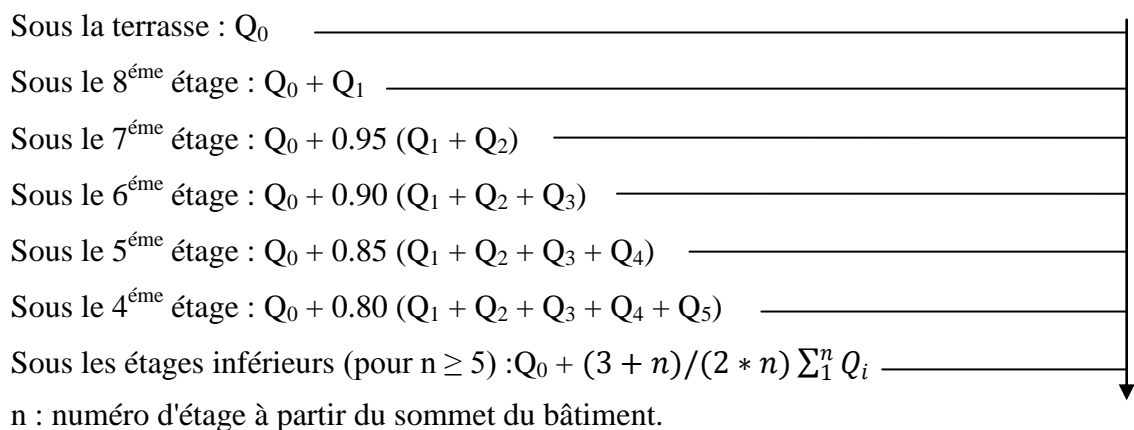 Sous la terrasse : Q₀
Sous le 8éme étage : Q₀ + Q₁
Sous le 7éme étage : Q₀ + 0.95 (Q₁ + Q₂)
Sous le 6éme étage : Q₀ + 0.90 (Q₁ + Q₂ + Q₃)
Sous le 5éme étage : Q₀ + 0.85 (Q₁ + Q₂ + Q₃ + Q₄)
Sous le 4éme étage : Q₀ + 0.80 (Q₁ + Q₂ + Q₃ + Q₄ + Q₅)
Sous les étages inférieurs (pour n ≥ 5) :Q₀ + (3 + n)/(2 * n) ∑₁ⁿ Qᵢ
n : numéro d'étage à partir du sommet du bâtiment.